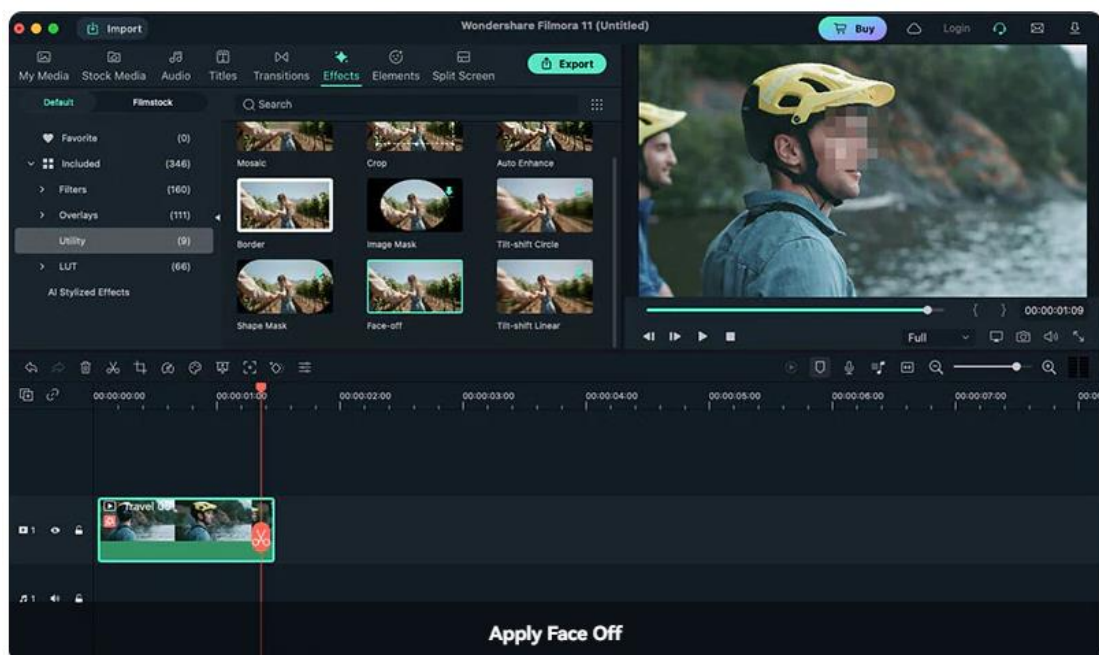 Import
Wondershare Filmora 11 (Untitled)
Buy
Login
My Media
Stock Media
Audio
Titles
Transitions
Effects
Elements
Split Screen
Export
Default
Filmstock
Search
Favorite (0)
Included (346)
Filters (160)
Overlays (111)
Utility (9)
LUT (66)
AI Stylized Effects
Mosaic
Crop
Auto Enhance
Border
Image Mask
Tilt-shift Circle
Shape Mask
Face-off
Tilt-shift Linear
{ } 00:00:01:09
Full
00:00:00:00
00:00:01:00
00:00:02:00
00:00:03:00
00:00:04:00
00:00:05:00
00:00:06:00
00:00:07:00
Travel
1
1
Apply Face Off